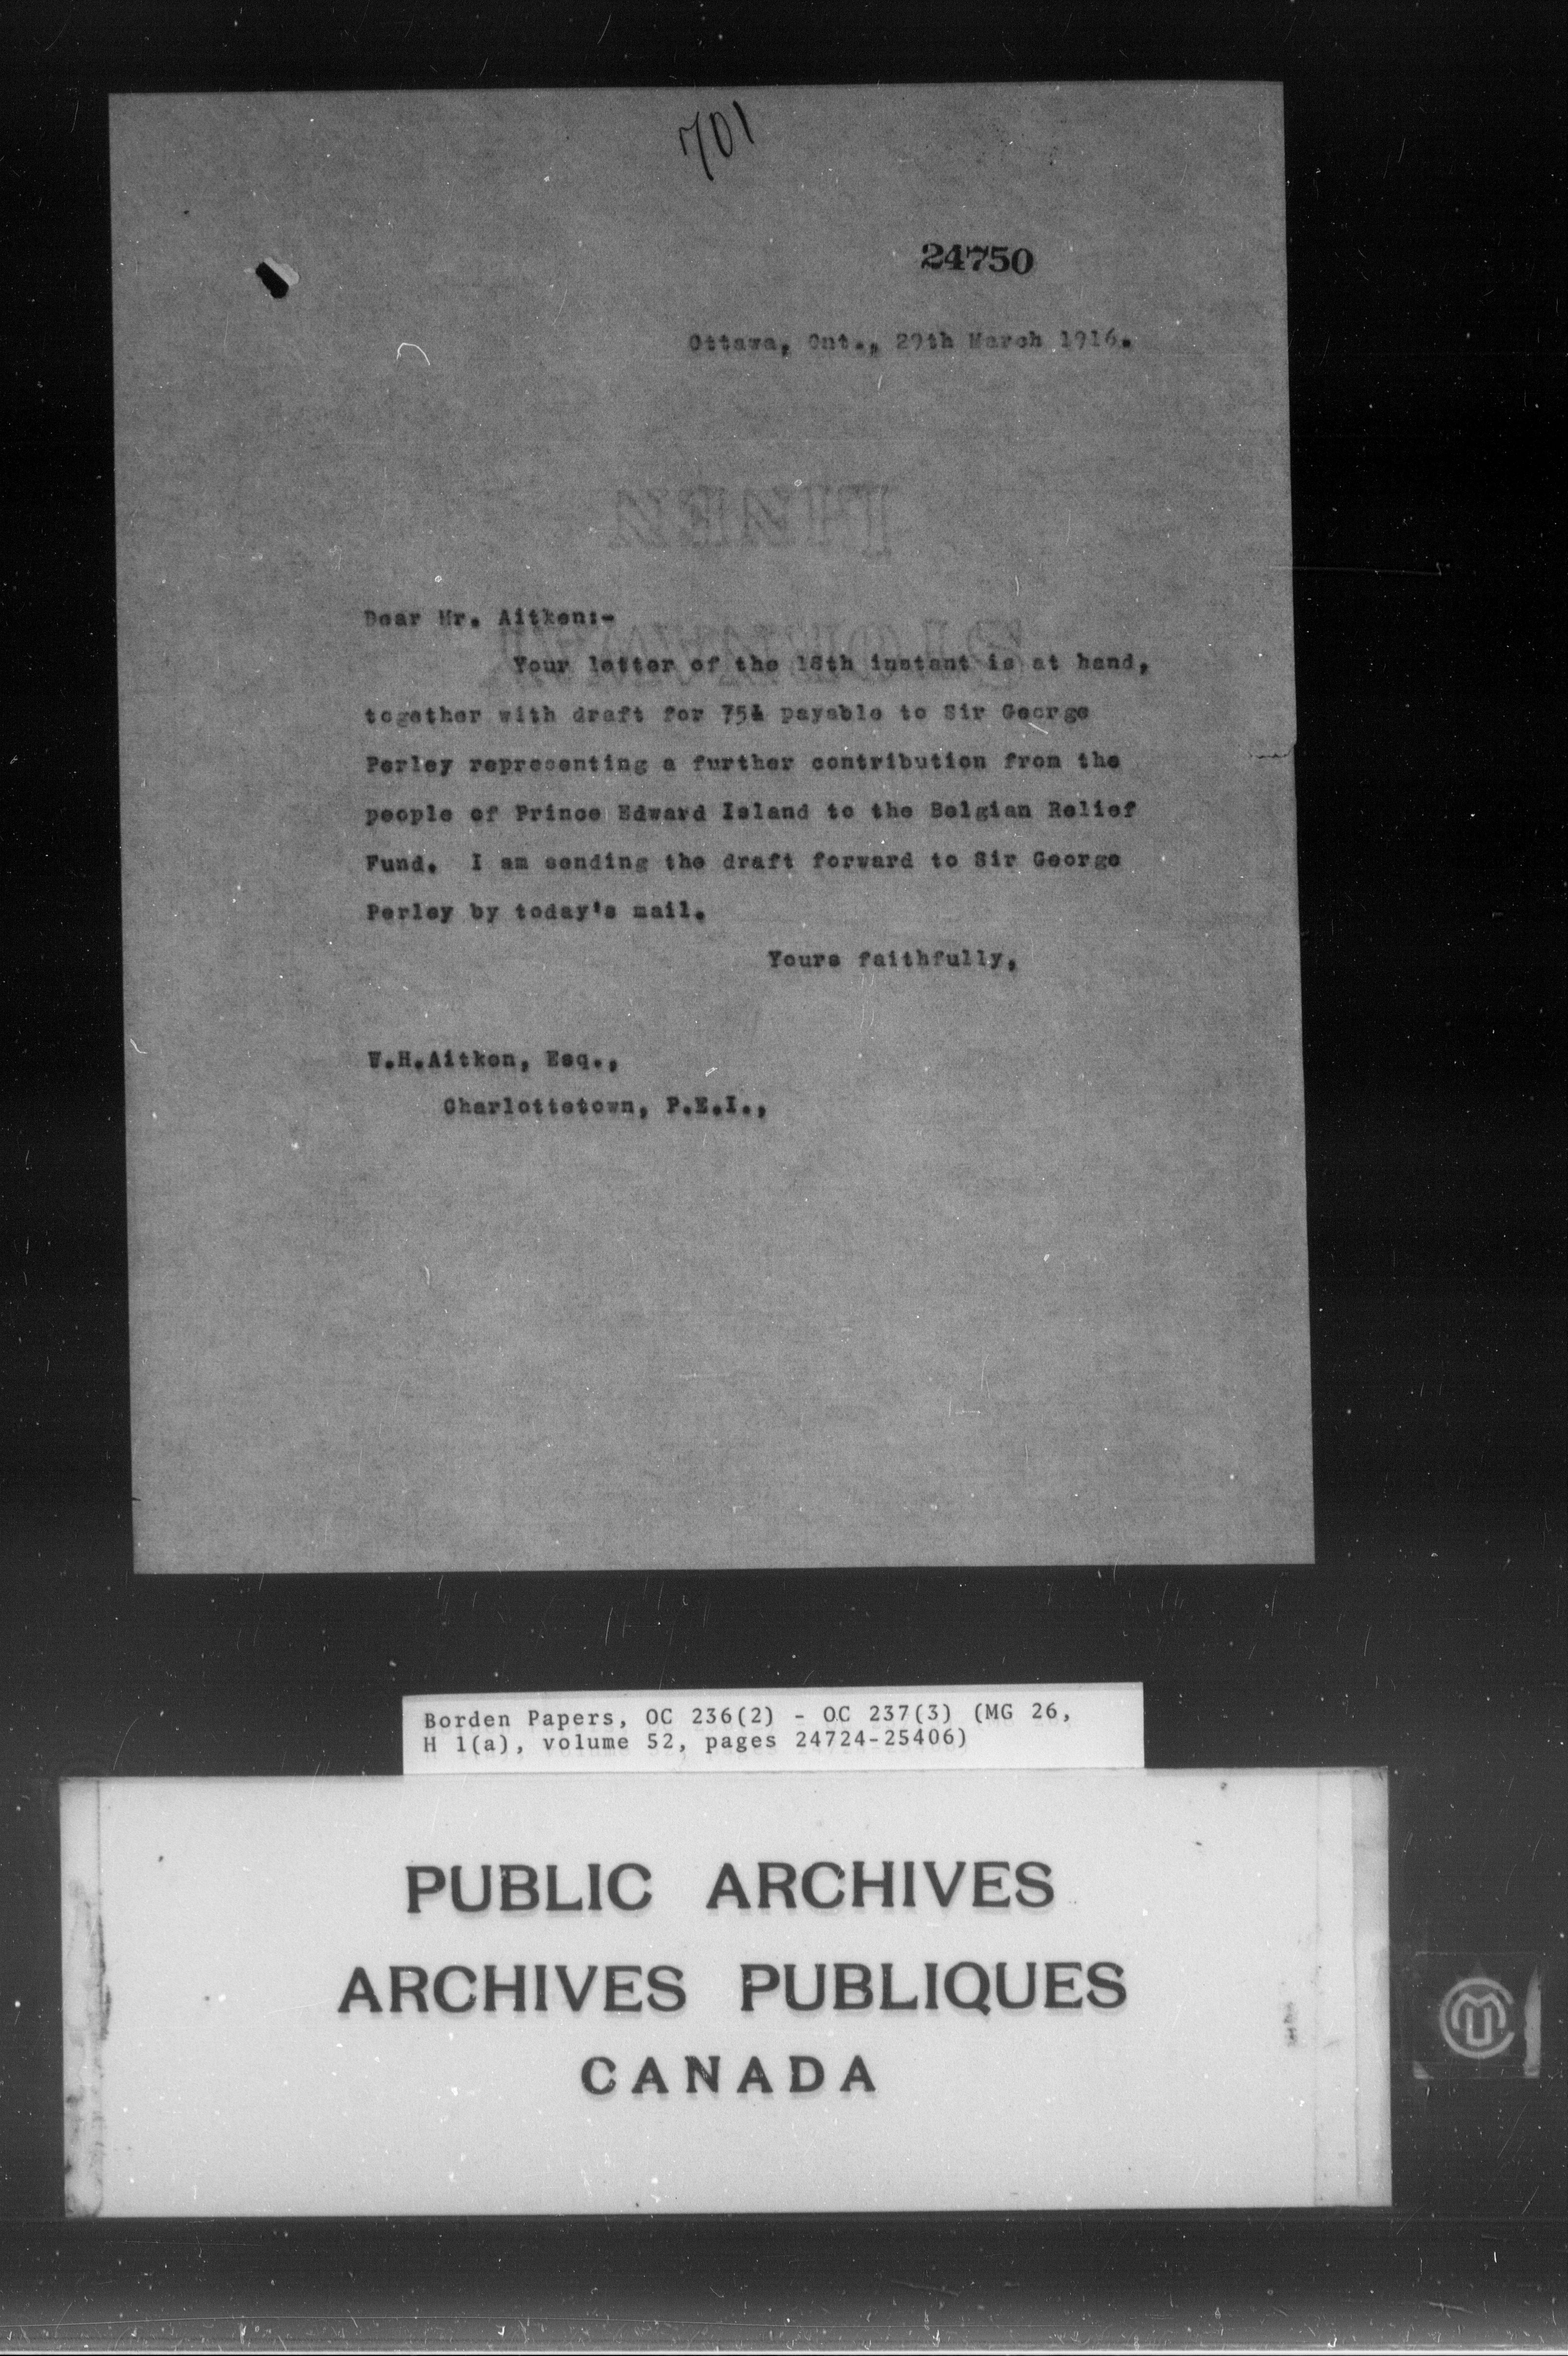 701
24750
Ottawa, Ont., 29th March 1916.
Dear Mr. Aitken:-
Your letter of the 18th instant is at hand,
together with draft for 75£ payable to Sir George
Perley representing a further contribution from the
people of Prince Edward Island to the Belgian Relief
Fund. I am sending the draft forward to Sir George
Perley by today's mail.
Yours faithfully,
W.H.Aitken, Esq.,
Charlottetown, P.E.I.,
Borden Papers, OC 236(2) - OC 237(3) (MG 26,
H 1(a), volume 52, pages 24724-25406)
PUBLIC ARCHIVES
ARCHIVES PUBLIQUES
CANADA